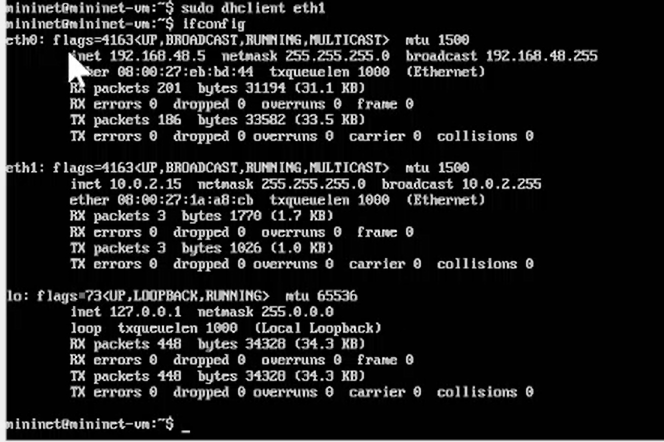 mininet@mininet-vm:~$ sudo dhclient eth1
mininet@mininet-vm:~$ ifconfig
eth0: flags=4163<UP,BROADCAST,RUNNING,MULTICAST>  mtu 1500
inet 192.168.48.5  netmask 255.255.255.0  broadcast 192.168.48.255
ether 08:00:27:eb:bd:44  txqueuelen 1000  (Ethernet)
RX packets 201  bytes 31194 (31.1 KB)
RX errors 0  dropped 0  overruns 0  frame 0
TX packets 186  bytes 33582 (33.5 KB)
TX errors 0  dropped 0 overruns 0  carrier 0  collisions 0
eth1: flags=4163<UP,BROADCAST,RUNNING,MULTICAST>  mtu 1500
inet 10.0.2.15  netmask 255.255.255.0  broadcast 10.0.2.255
ether 08:00:27:1a:a8:cb  txqueuelen 1000  (Ethernet)
RX packets 3  bytes 1770 (1.7 KB)
RX errors 0  dropped 0  overruns 0  frame 0
TX packets 3  bytes 1026 (1.0 KB)
TX errors 0  dropped 0 overruns 0  carrier 0  collisions 0
lo: flags=73<UP,LOOPBACK,RUNNING>  mtu 65536
inet 127.0.0.1  netmask 255.0.0.0
loop  txqueuelen 1000  (Local Loopback)
RX packets 448  bytes 34328 (34.3 KB)
RX errors 0  dropped 0  overruns 0  frame 0
TX packets 448  bytes 34328 (34.3 KB)
TX errors 0  dropped 0 overruns 0  carrier 0  collisions 0
mininet@mininet-vm:~$ _